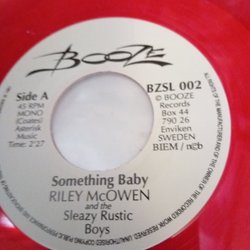 BOOZE
Side A
45 RPM
MONO
(Coates)
Asterisk
Music
Time: 2'27
BZSL 002
© BOOZE
Records
Box 44
790 26
Enviken
SWEDEN
BIEM / n©b
Something Baby
RILEY McOWEN
and the
Sleazy Rustic
Boys